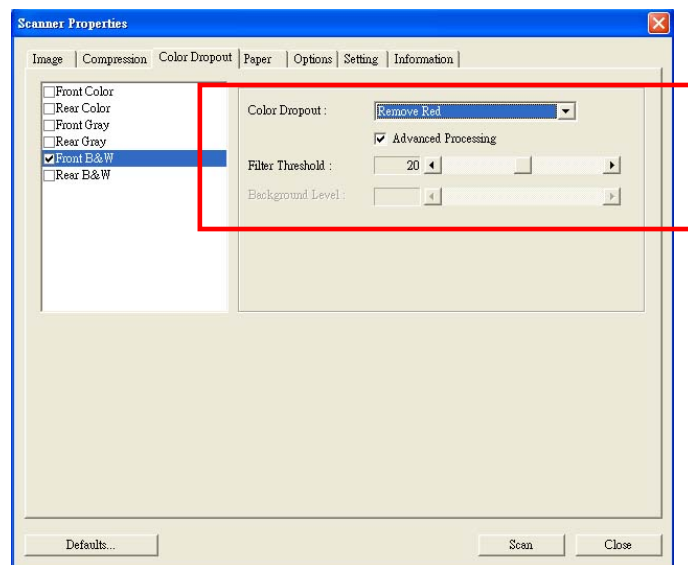 Scanner Properties
Image Compression Color Dropout Paper Options Setting Information
Front Color
Rear Color
Front Gray
Rear Gray
Front B&W
Rear B&W
Color Dropout : Remove Red
Advanced Processing
Filter Threshold : 20
Background Level :
Defaults... Scan Close